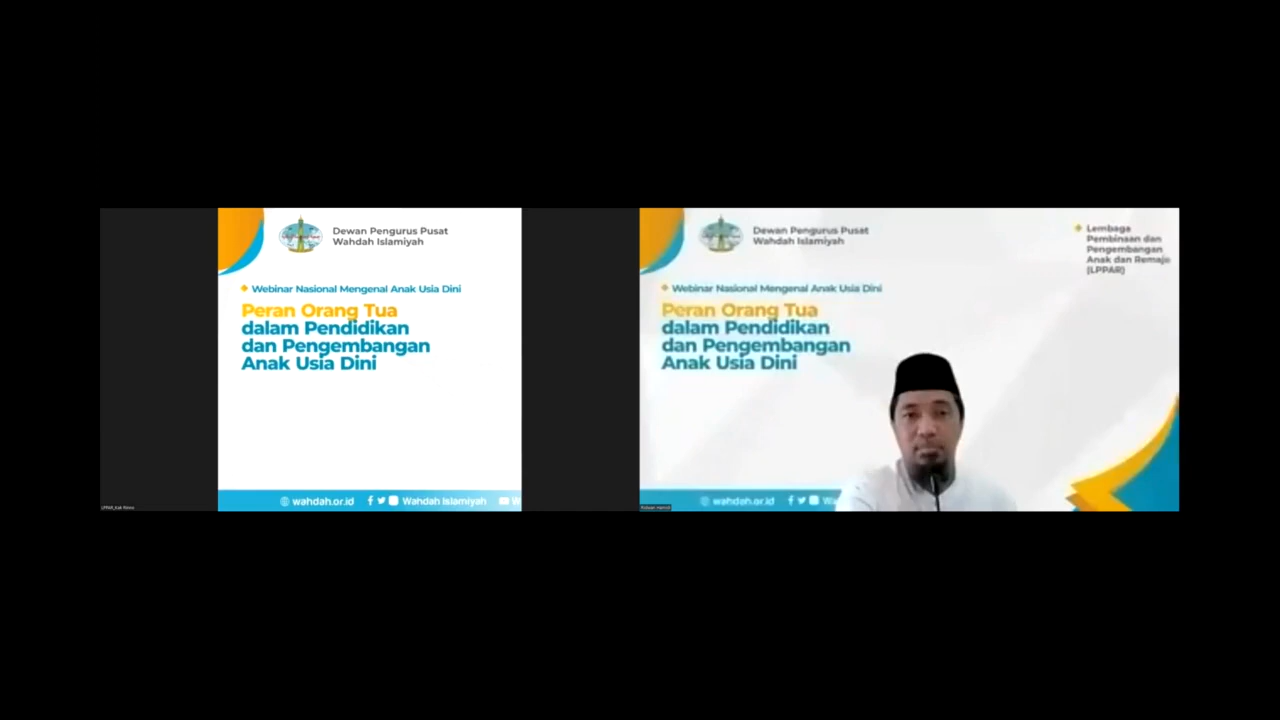 Dewan Pengurus Pusat
Wahdah Islamiyah
Webinar Nasional Mengenal Anak Usia Dini
Peran Orang Tua
dalam Pendidikan
dan Pengembangan
Anak Usia Dini
wahdah.or.id Wahdah Islamiyah W
Dewan Pengurus Pusat
Wahdah Islamiyah
Lembaga
Pembinaan dan
Pengembangan
Anak dan Remaja
(LPPAR)
Webinar Nasional Mengenal Anak Usia Dini
Peran Orang Tua
dalam Pendidikan
dan Pengembangan
Anak Usia Dini
wahdah.or.id W